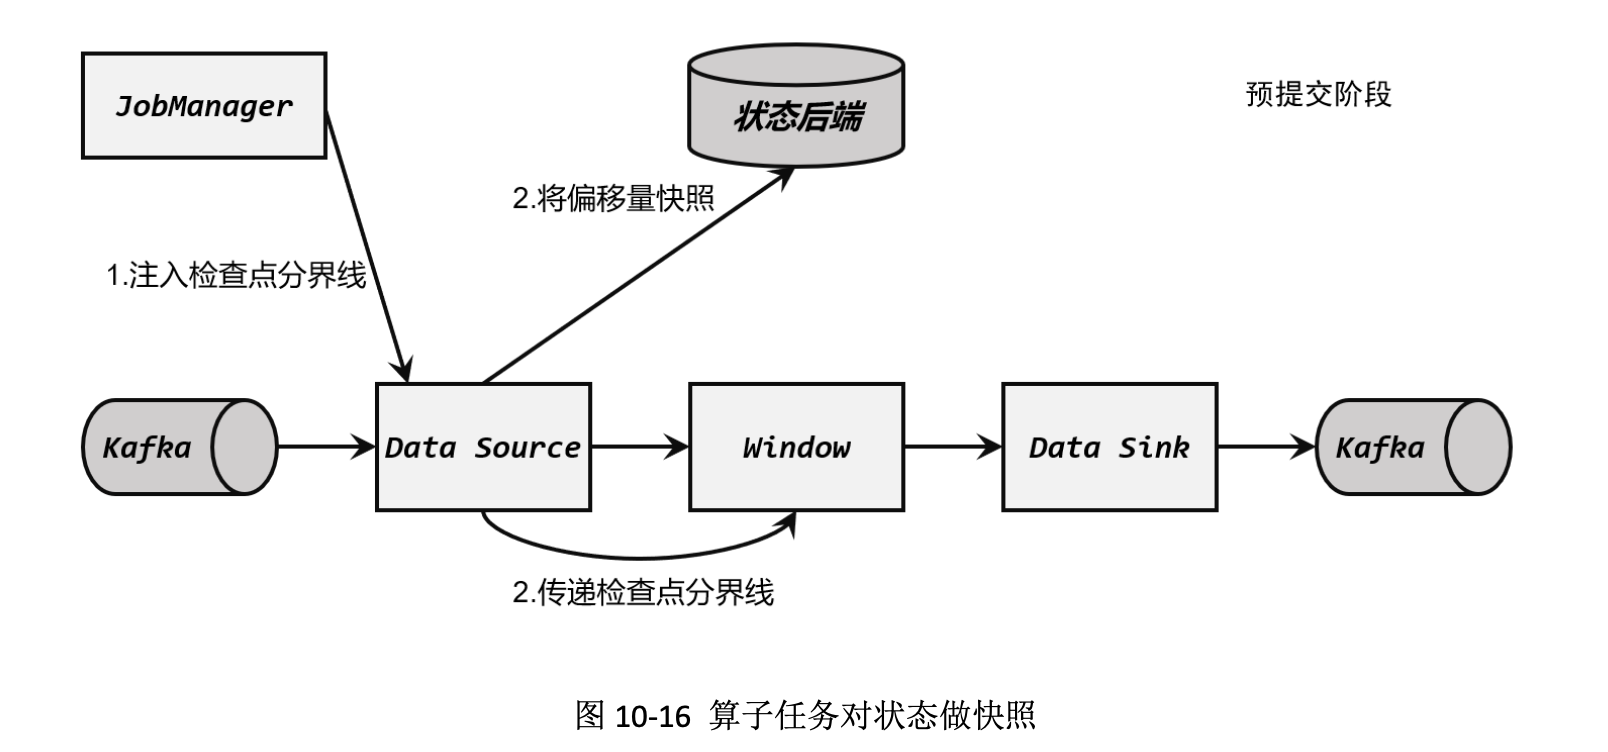 JobManager
状态后端
预提交阶段
2.将偏移量快照
1.注入检查点分界线
Kafka
Data Source
Window
Data Sink
Kafka
2.传递检查点分界线
图 10-16 算子任务对状态做快照